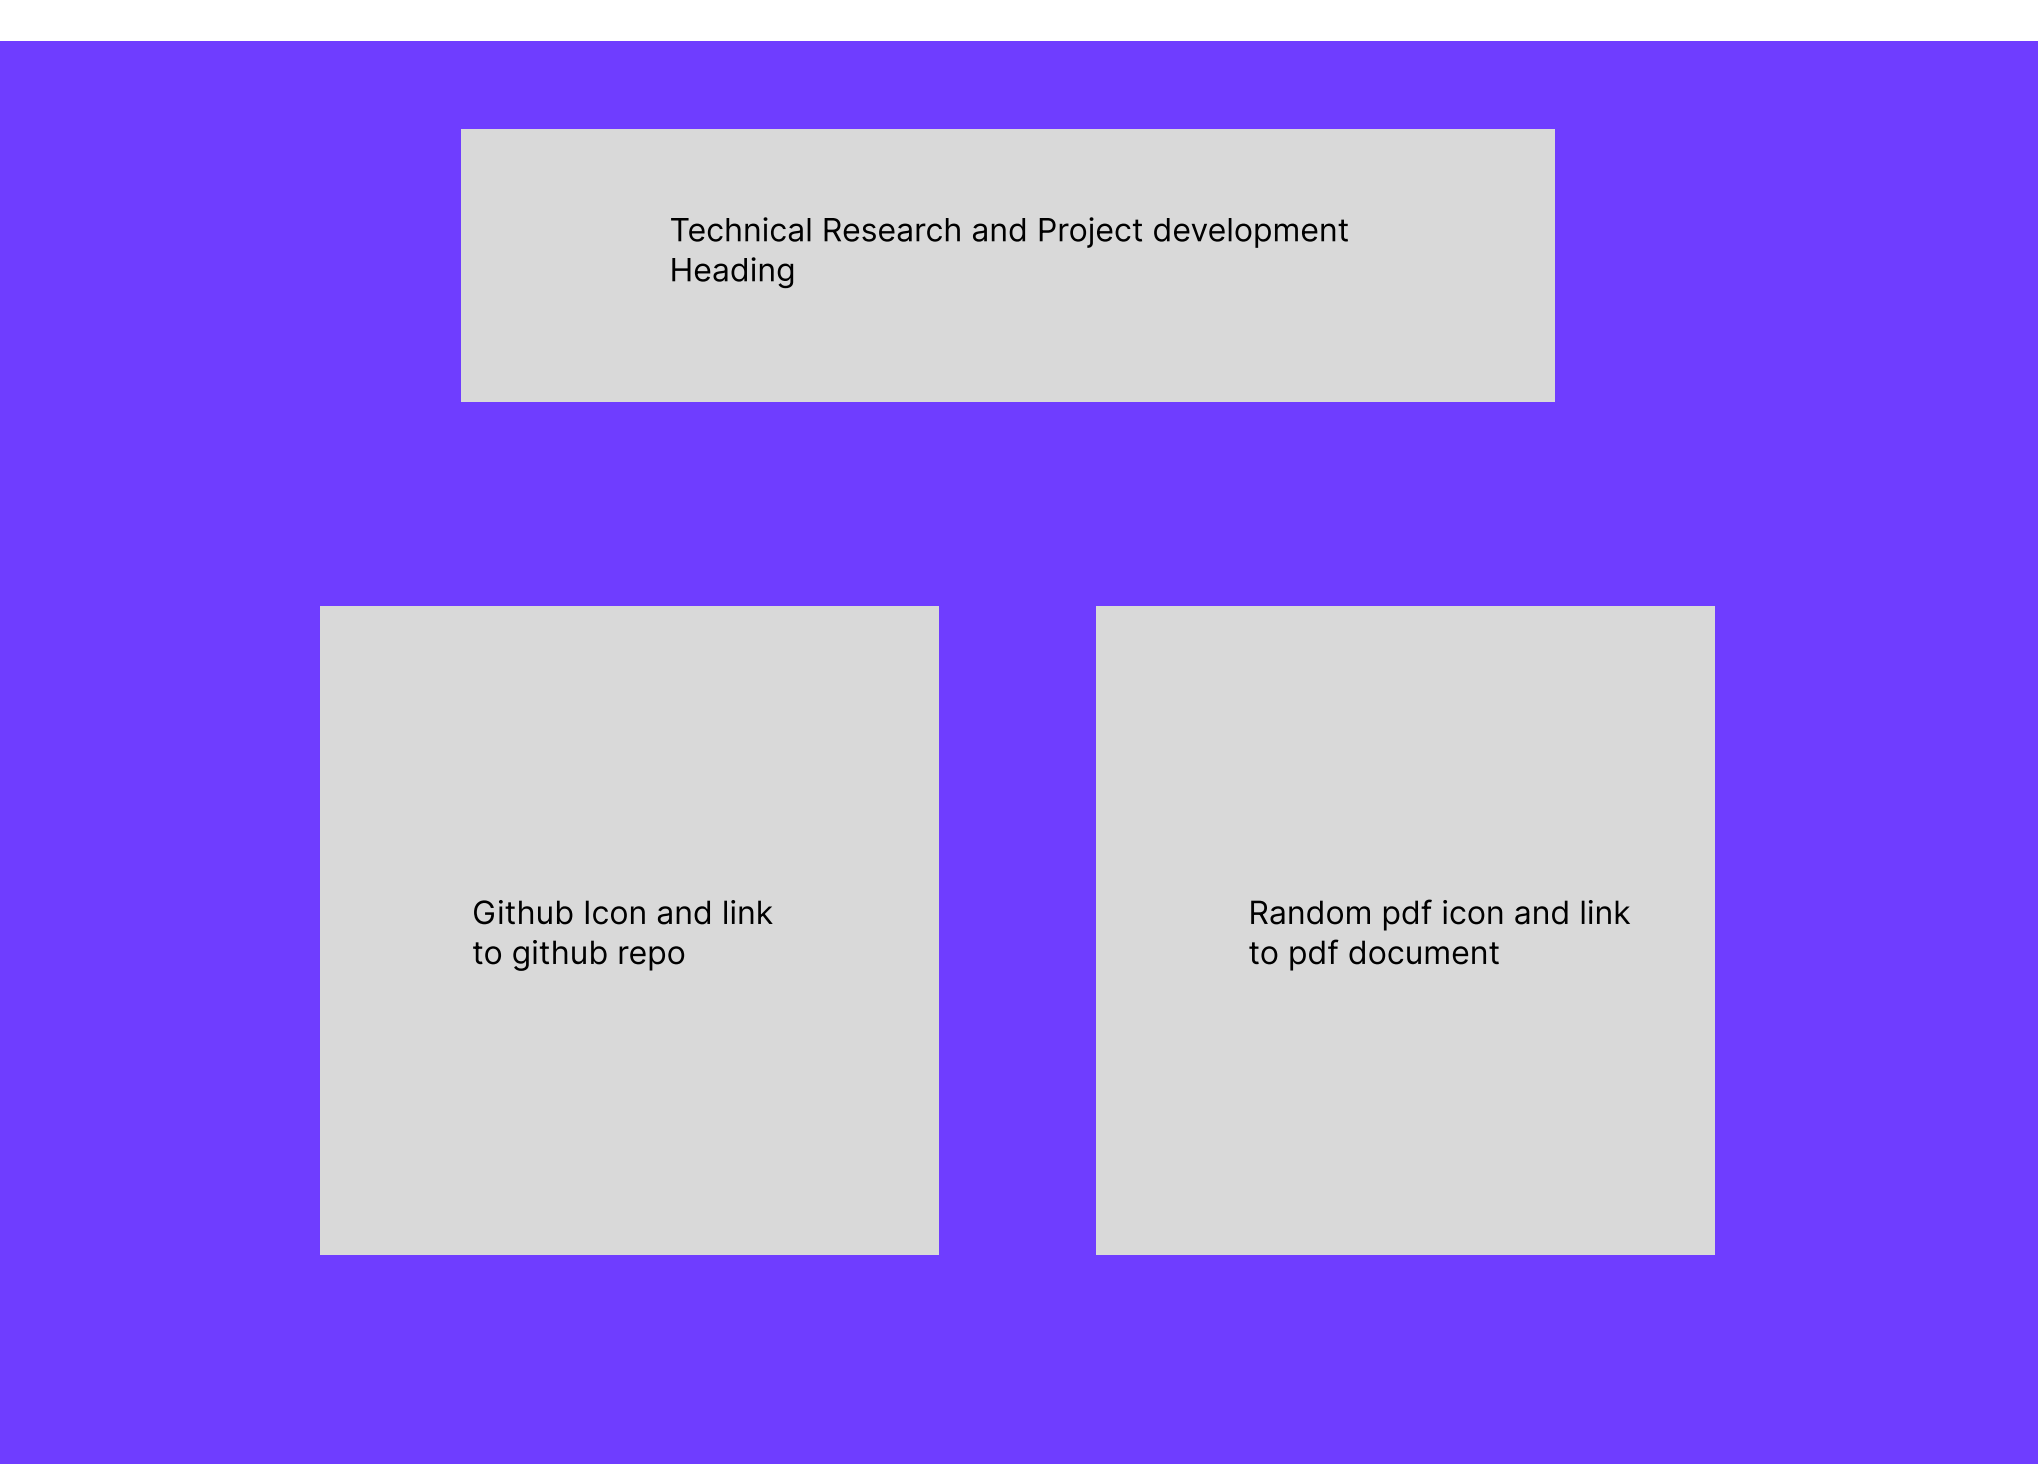 Technical Research and Project development
Heading
Github Icon and link
to github repo
Random pdf icon and link
to pdf document